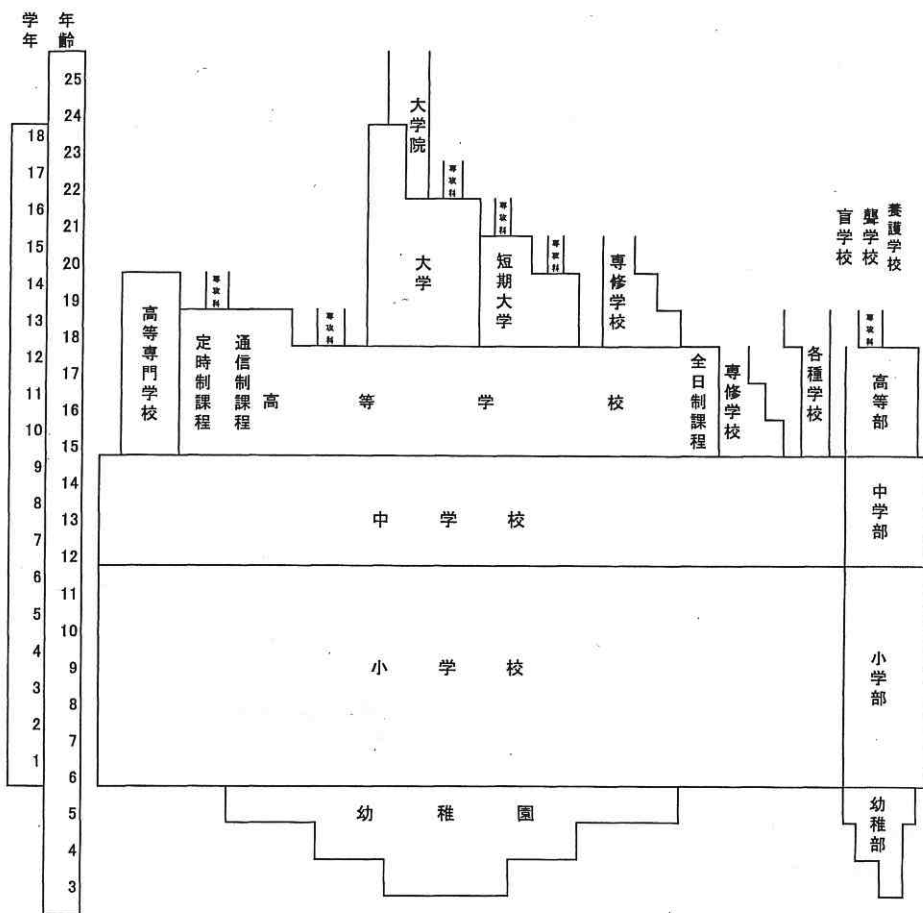 学年
年齢
25
24
23
22
21
20
19
18
17
16
15
14
13
12
11
10
9
8
7
6
5
4
3
18
17
16
15
14
13
12
11
10
9
8
7
6
5
4
3
2
1
大学院
専攻科
専攻科
大学
短期大学
専攻科
専修学校
盲学校
聾学校
養護学校
高等専門学校
専攻科
定時制課程
通信制課程
専攻科
高等学校
全日制課程
専修学校
各種学校
専攻科
高等部
中学校
中学部
小学校
小学部
幼稚園
幼稚部